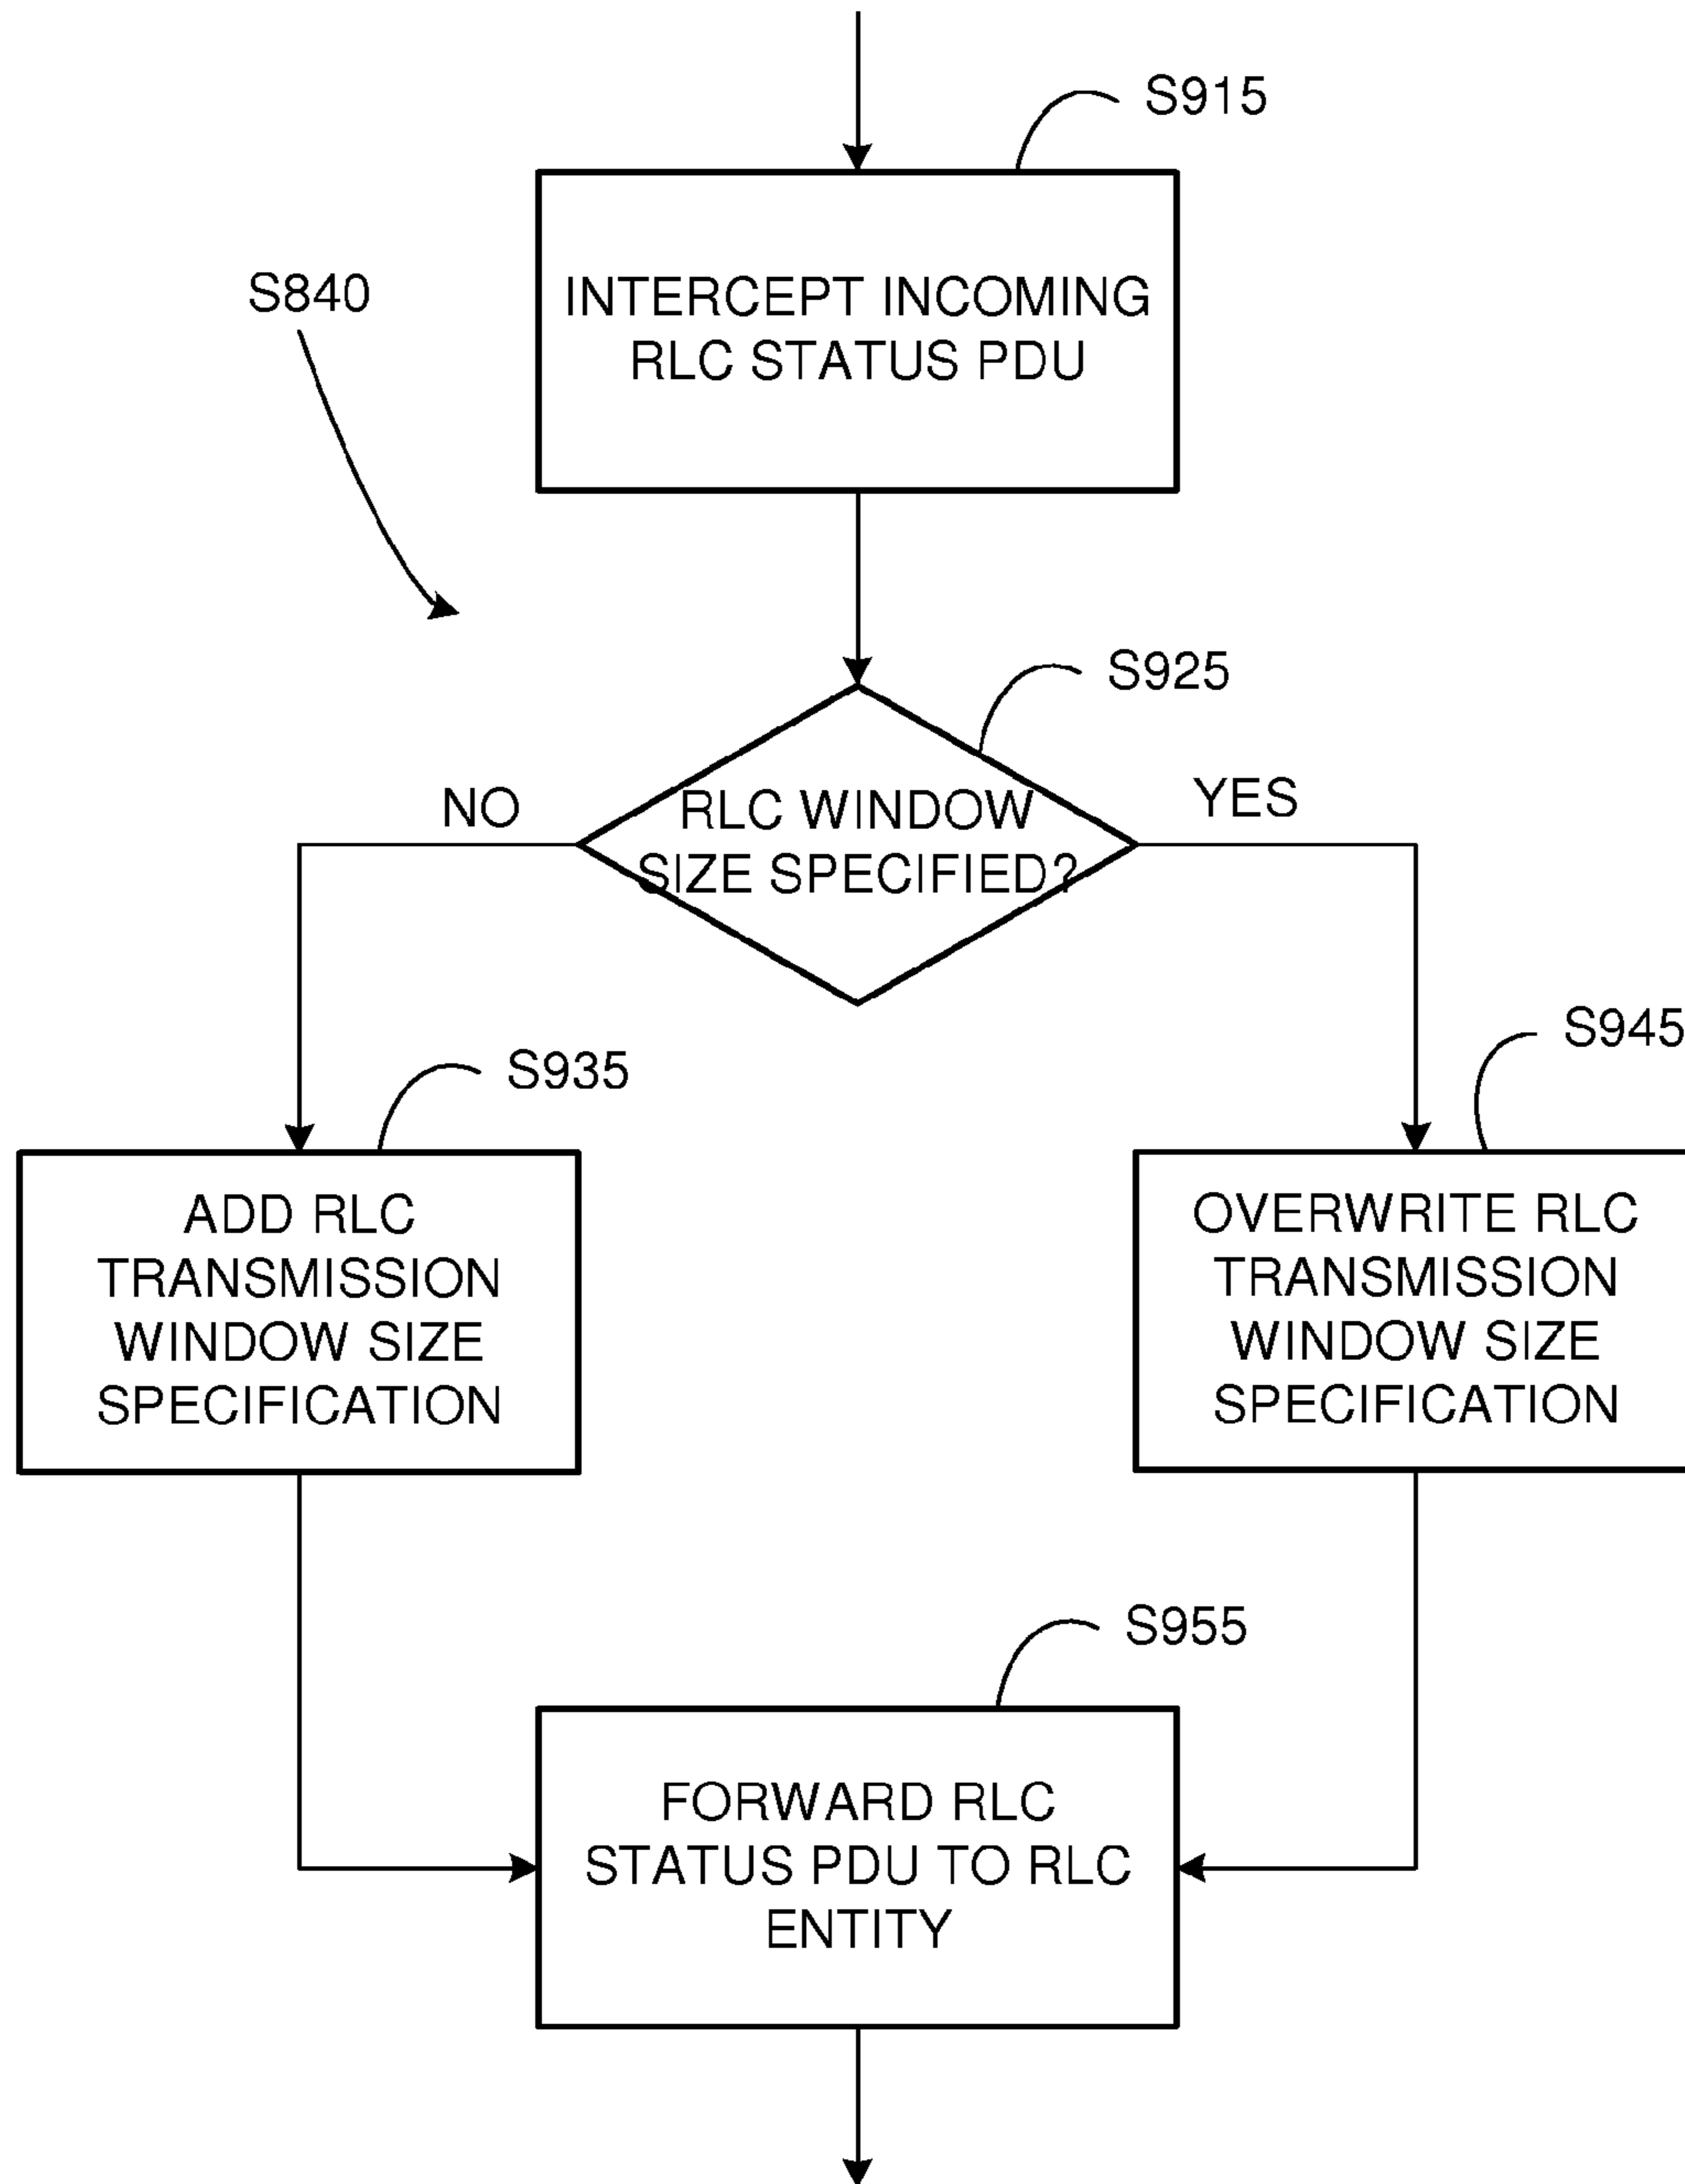 S915
INTERCEPT INCOMING
RLC STATUS PDU
S840
S925
NO
RLC WINDOW
SIZE SPECIFIED?
YES
S935
S945
ADD RLC
TRANSMISSION
WINDOW SIZE
SPECIFICATION
OVERWRITE RLC
TRANSMISSION
WINDOW SIZE
SPECIFICATION
S955
FORWARD RLC
STATUS PDU TO RLC
ENTITY